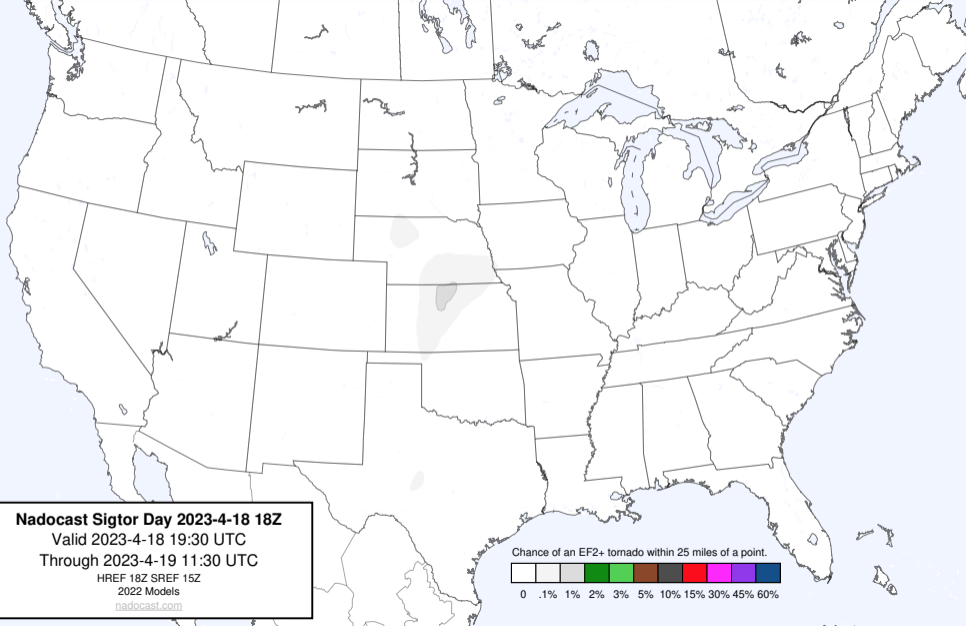 Nadocast Sigtor Day 2023-4-18 18Z
Valid 2023-4-18 19:30 UTC
Through 2023-4-19 11:30 UTC
HREF 18Z SREF 15Z
2022 Models
nadocast.com
Chance of an EF2+ tornado within 25 miles of a point.
0 .1% 1% 2% 3% 5% 10% 15% 30% 45% 60%